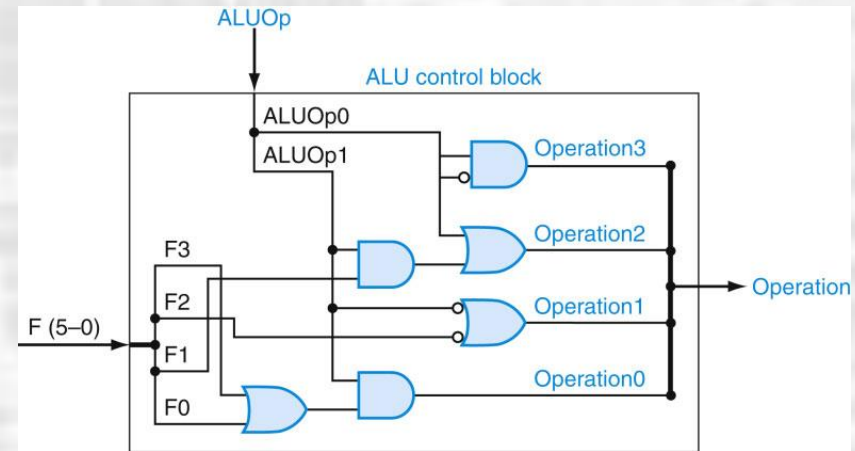 ALUOp
ALU control block
ALUOp0
ALUOp1
Operation3
Operation2
F3
F2
Operation
Operation1
F (5–0)
F1
Operation0
F0